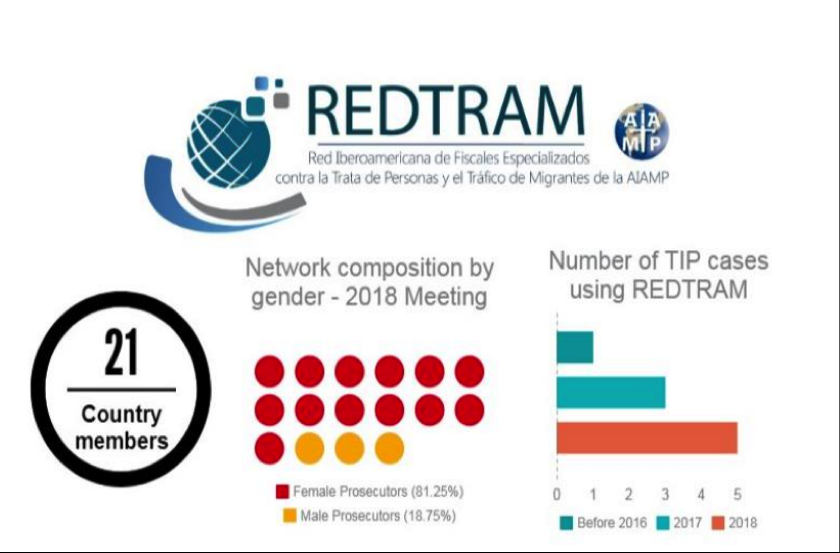 REDTRAM
Red Iberoamericana de Fiscales Especializados
contra la Trata de Personas y el Tráfico de Migrantes de la AIAMP
AIA
MP
Network composition by
gender - 2018 Meeting
Number of TIP cases
using REDTRAM
21
Country
members
Female Prosecutors (81.25%)
Male Prosecutors (18.75%)
0 1 2 3 4 5
Before 2016 2017 2018